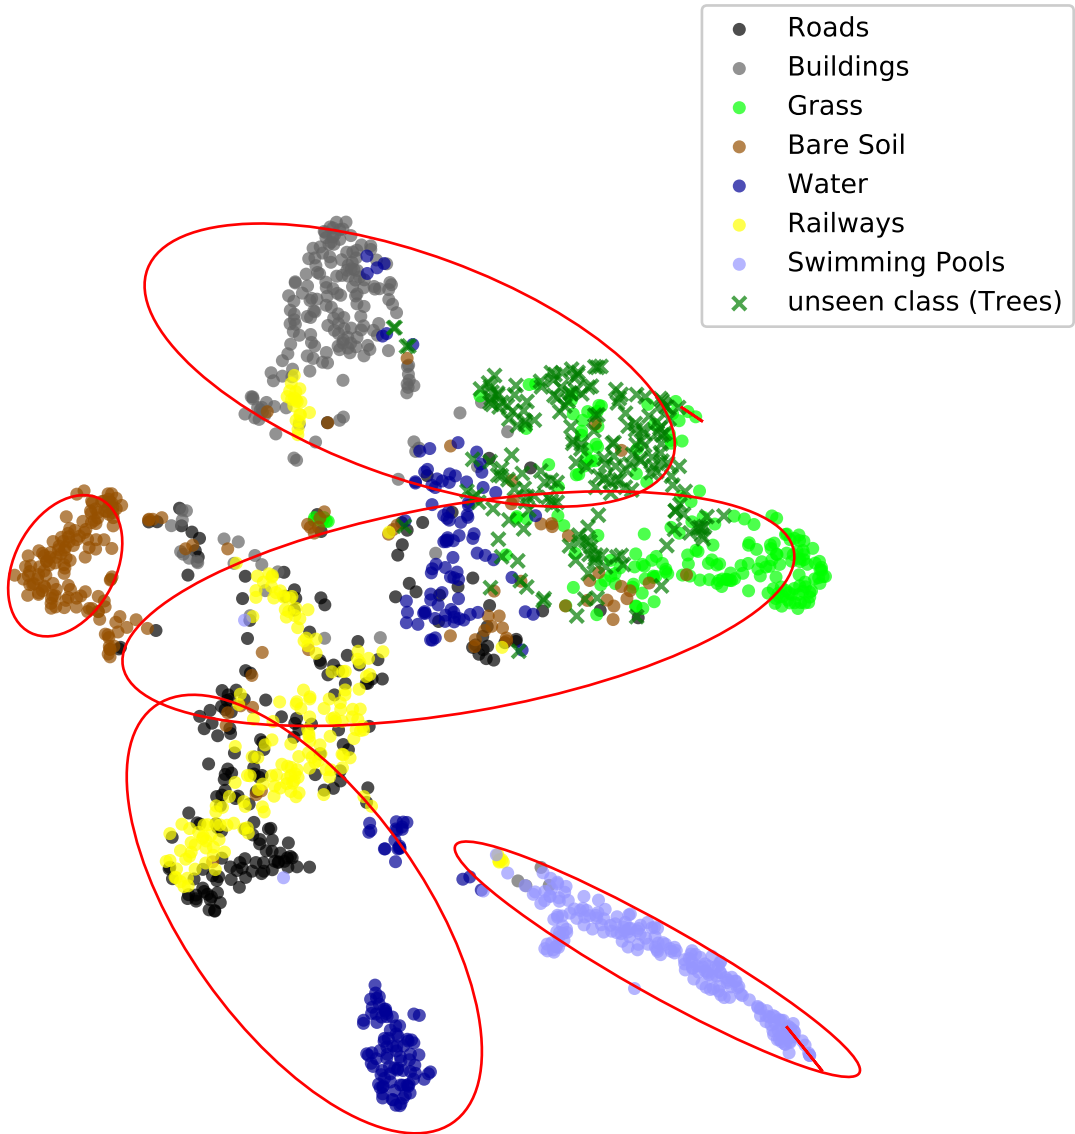 Roads
Buildings
Grass
Bare Soil
Water
Railways
Swimming Pools
unseen class (Trees)